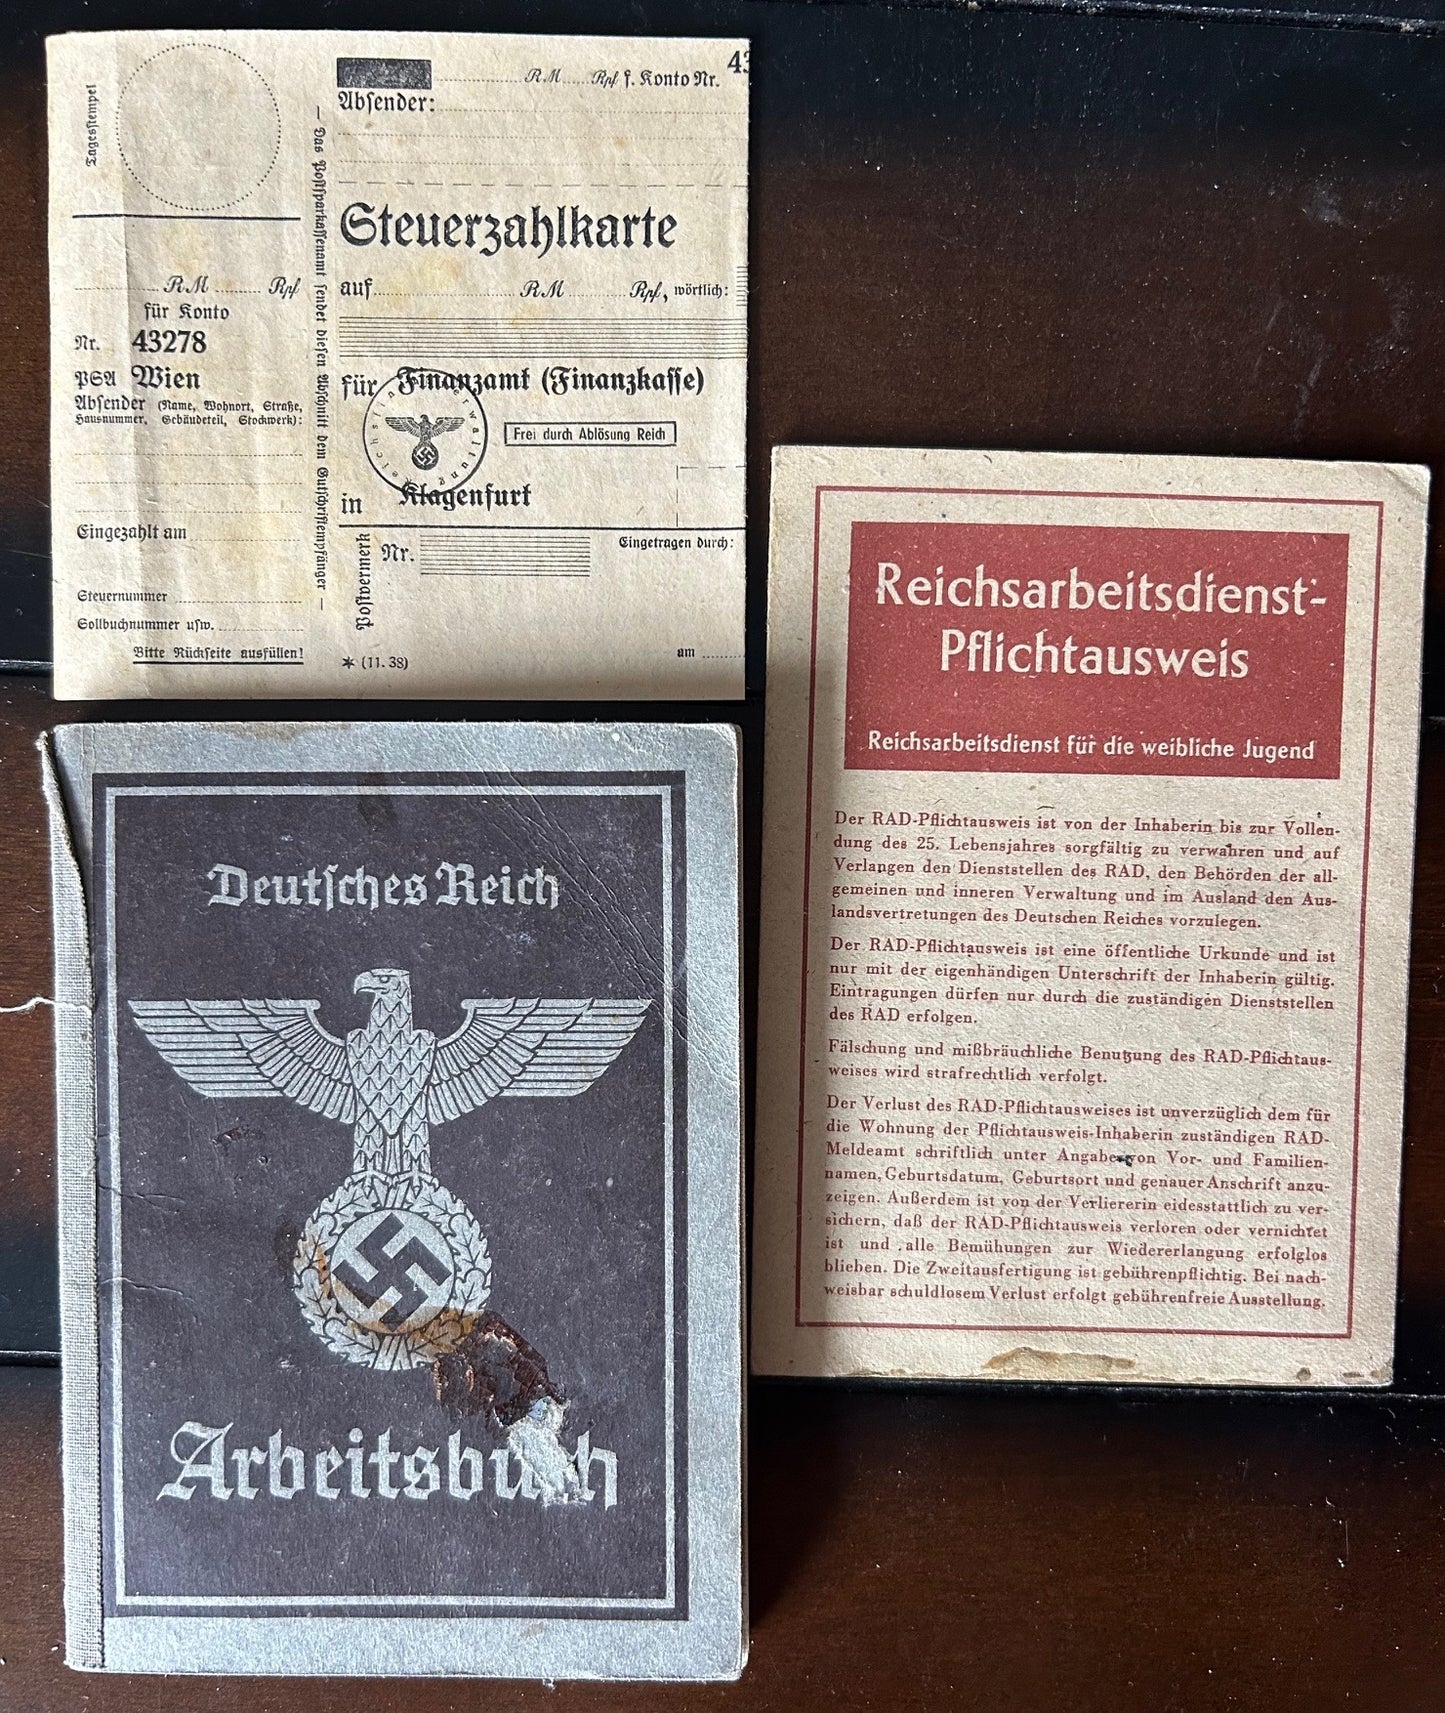 Tagesstempel
RM Rpf
für Konto
Nr. 43278
PSA Wien
Absender (Name, Wohnort, Straße,
Hausnummer, Gebäudeteil, Stockwerk):
Eingezahlt am
Steuernummer
Sollbuchnummer usw.
Bitte Rückseite ausfüllen!
— Das Postsparkassenamt sendet diesen Abschnitt dem Gutschriftempfänger —
RM Rpf f. Konto Nr. 43
Absender:
Steuerzahlkarte
auf RM Rpf, wörtlich:
für Finanzamt (Finanzkasse)
Reichsfinanzverwaltung
Frei durch Ablösung Reich
in Klagenfurt
Postvermerk
Nr.
Eingetragen durch:
* (11. 38)
am
Reichsarbeitsdienst-
Pflichtausweis
Reichsarbeitsdienst für die weibliche Jugend
Der RAD-Pflichtausweis ist von der Inhaberin bis zur Vollen-
dung des 25. Lebensjahres sorgfältig zu verwahren und auf
Verlangen den Dienststellen des RAD, den Behörden der all-
gemeinen und inneren Verwaltung und im Ausland den Aus-
landsvertretungen des Deutschen Reiches vorzulegen.
Der RAD-Pflichtausweis ist eine öffentliche Urkunde und ist
nur mit der eigenhändigen Unterschrift der Inhaberin gültig.
Eintragungen dürfen nur durch die zuständigen Dienststellen
des RAD erfolgen.
Fälschung und mißbräuchliche Benutzung des RAD-Pflichtaus-
weises wird strafrechtlich verfolgt.
Der Verlust des RAD-Pflichtausweises ist unverzüglich dem für
die Wohnung der Pflichtausweis-Inhaberin zuständigen RAD-
Meldeamt schriftlich unter Angabe von Vor- und Familien-
namen, Geburtsdatum, Geburtsort und genauer Anschrift anzu-
zeigen. Außerdem ist von der Verliererin eidesstattlich zu ver-
sichern, daß der RAD-Pflichtausweis verloren oder vernichtet
ist und alle Bemühungen zur Wiedererlangung erfolglos
blieben. Die Zweitausfertigung ist gebührenpflichtig. Bei nach-
weisbar schuldlosem Verlust erfolgt gebührenfreie Ausstellung.
Deutsches Reich
Arbeitsbuch